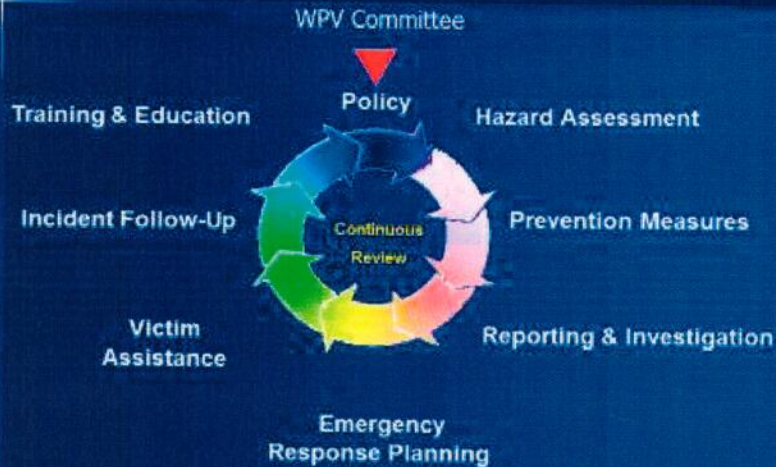 WPV Committee
Policy
Training & Education
Hazard Assessment
Incident Follow-Up
Continuous
Review
Prevention Measures
Victim
Assistance
Reporting & Investigation
Emergency
Response Planning